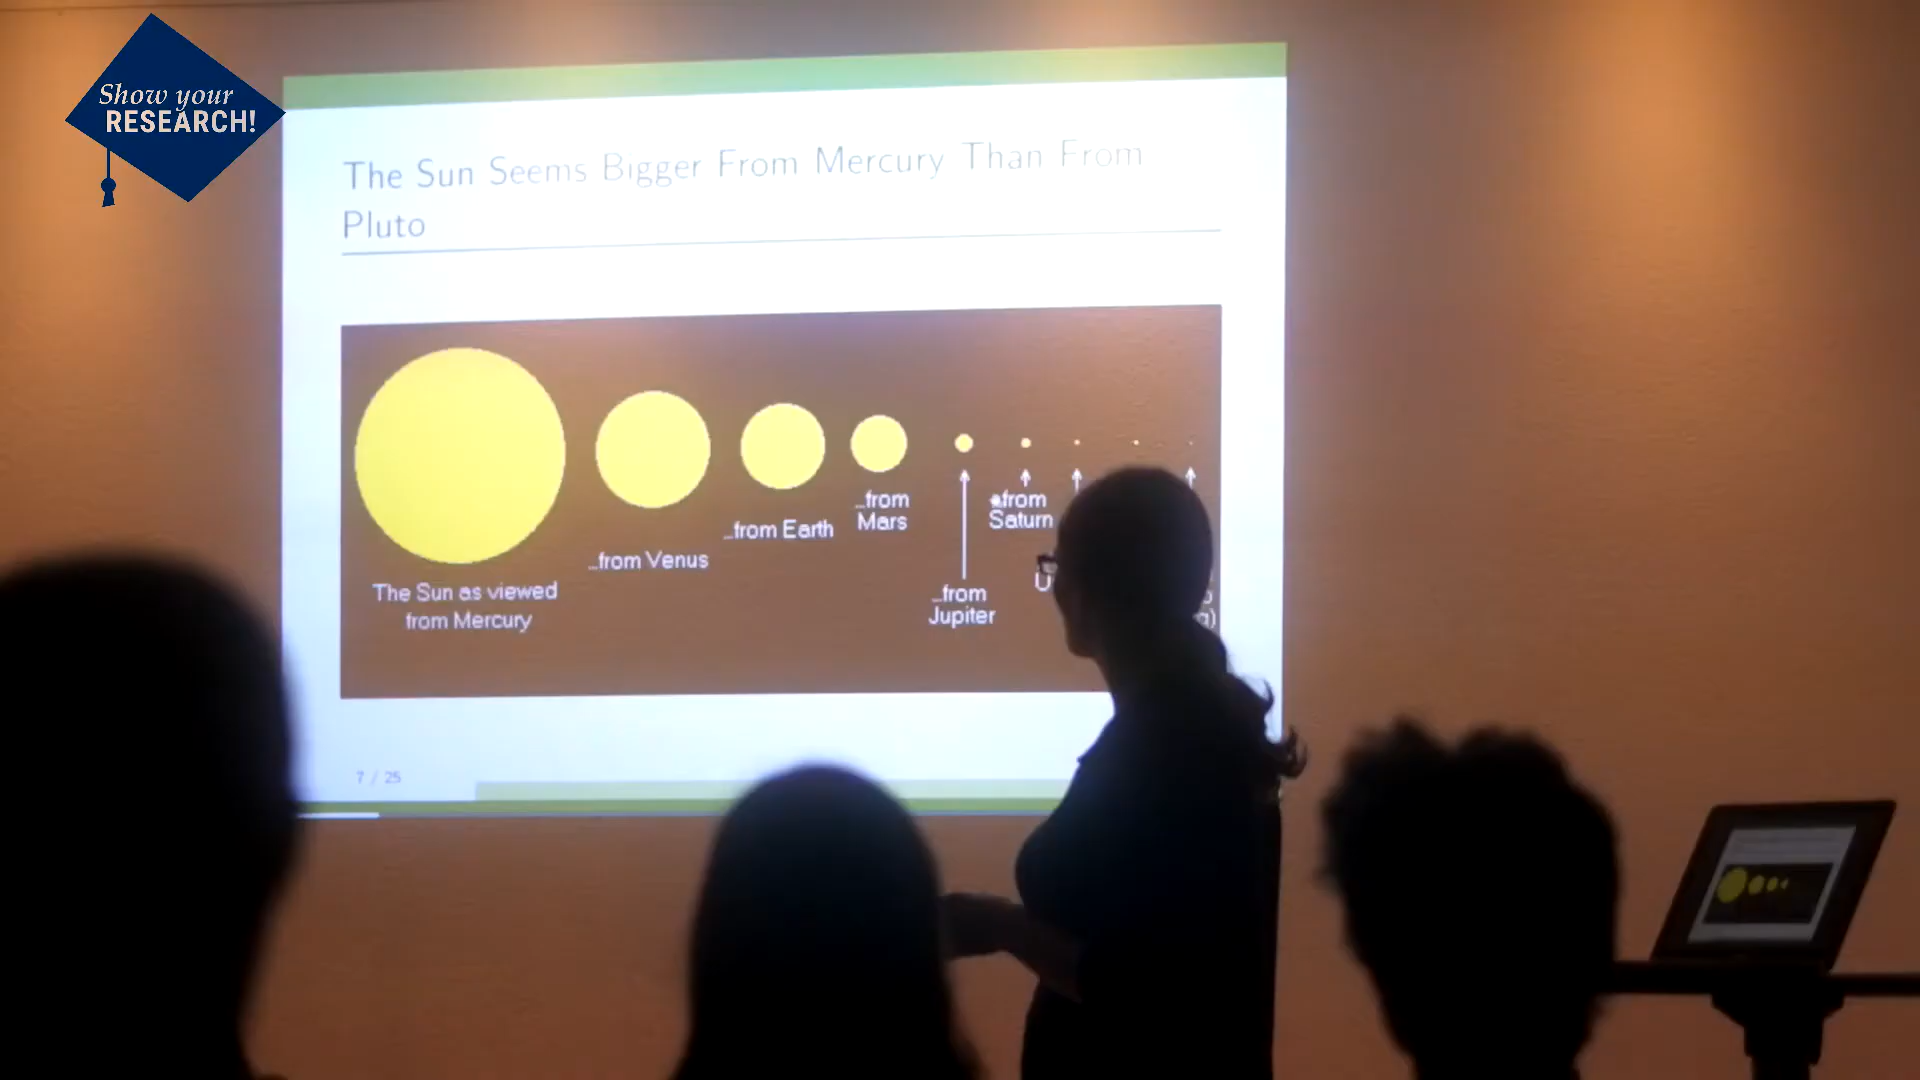 Show your
RESEARCH!
The Sun Seems Bigger From Mercury Than From
Pluto
The Sun as viewed
from Mercury
...from Venus
...from Earth
...from
Mars
...from
Jupiter
...from
Saturn
7 / 25